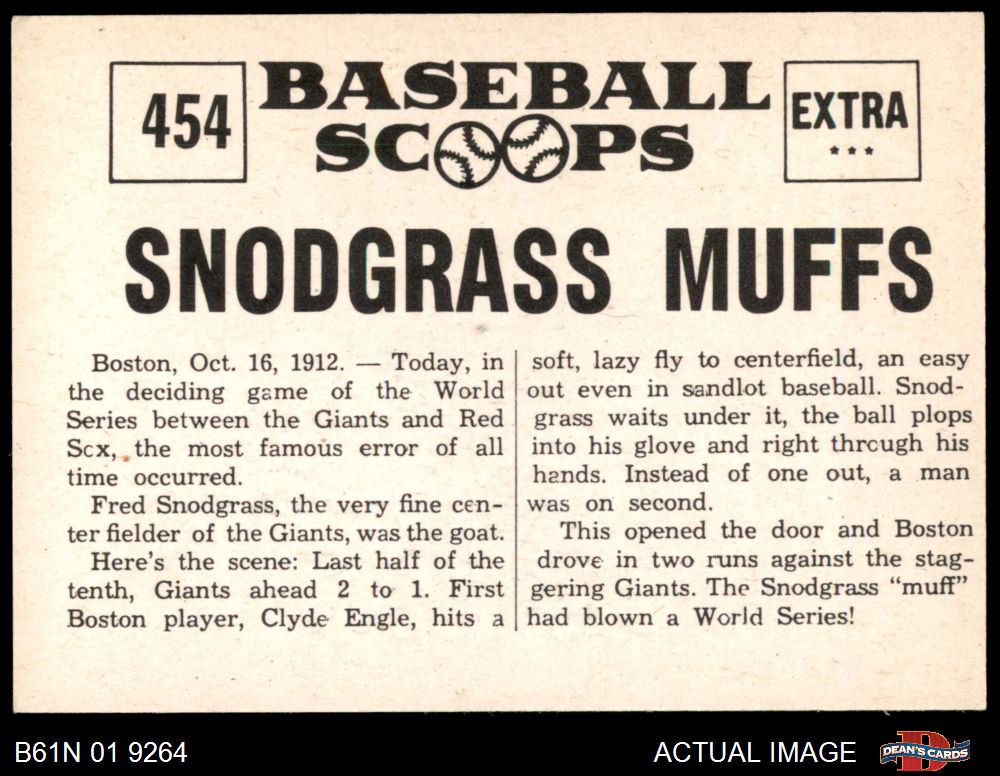 454
BASEBALL
SCOOPS
EXTRA
***
SNODGRASS MUFFS
Boston, Oct. 16, 1912. — Today, in
the deciding game of the World
Series between the Giants and Red
Sox, the most famous error of all
time occurred.
Fred Snodgrass, the very fine cen-
ter fielder of the Giants, was the goat.
Here's the scene: Last half of the
tenth, Giants ahead 2 to 1. First
Boston player, Clyde Engle, hits a
soft, lazy fly to centerfield, an easy
out even in sandlot baseball. Snod-
grass waits under it, the ball plops
into his glove and right through his
hands. Instead of one out, a man
was on second.
This opened the door and Boston
drove in two runs against the stag-
gering Giants. The Snodgrass "muff"
had blown a World Series!
B61N 01 9264
ACTUAL IMAGE
DEAN'S CARDS